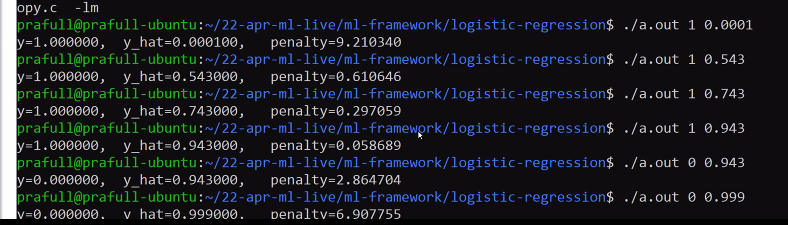 opy.c  -lm
prafull@prafull-ubuntu:~/22-apr-ml-live/ml-framework/logistic-regression$ ./a.out 1 0.0001
y=1.000000,  y_hat=0.000100,   penalty=9.210340
prafull@prafull-ubuntu:~/22-apr-ml-live/ml-framework/logistic-regression$ ./a.out 1 0.543
y=1.000000,  y_hat=0.543000,   penalty=0.610646
prafull@prafull-ubuntu:~/22-apr-ml-live/ml-framework/logistic-regression$ ./a.out 1 0.743
y=1.000000,  y_hat=0.743000,   penalty=0.297059
prafull@prafull-ubuntu:~/22-apr-ml-live/ml-framework/logistic-regression$ ./a.out 1 0.943
y=1.000000,  y_hat=0.943000,   penalty=0.058689
prafull@prafull-ubuntu:~/22-apr-ml-live/ml-framework/logistic-regression$ ./a.out 0 0.943
y=0.000000,  y_hat=0.943000,   penalty=2.864704
prafull@prafull-ubuntu:~/22-apr-ml-live/ml-framework/logistic-regression$ ./a.out 0 0.999
y=0.000000,  y_hat=0.999000,   penalty=6.907755